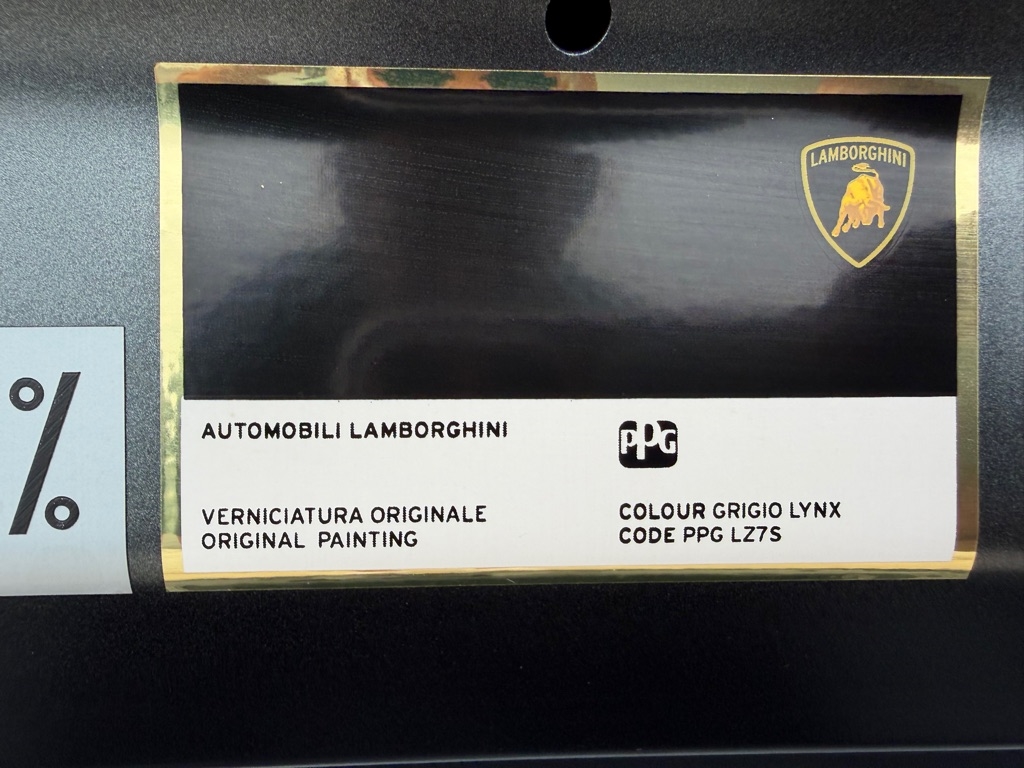 LAMBORGHINI
%
AUTOMOBILI LAMBORGHINI
PPG
VERNICIATURA ORIGINALE
ORIGINAL PAINTING
COLOUR GRIGIO LYNX
CODE PPG LZ7S